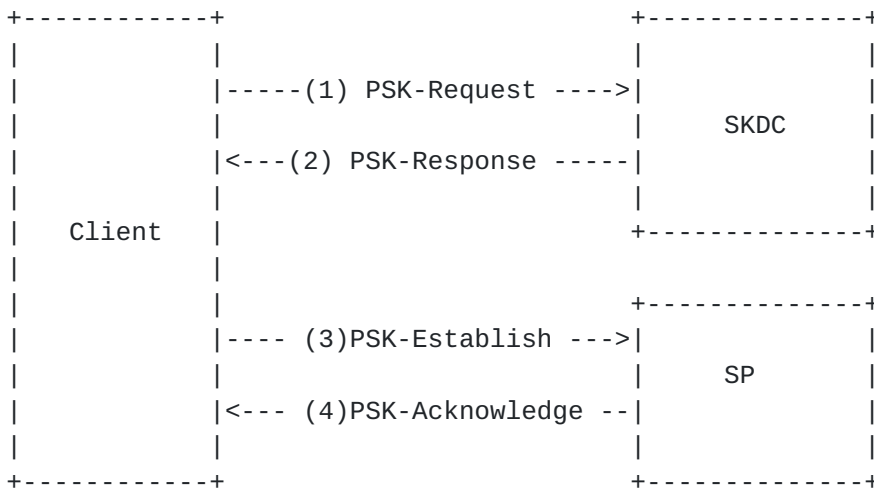 -----(1) PSK-Request ---->
SKDC
<---(2) PSK-Response -----
Client
---- (3)PSK-Establish --->
SP
<--- (4)PSK-Acknowledge --